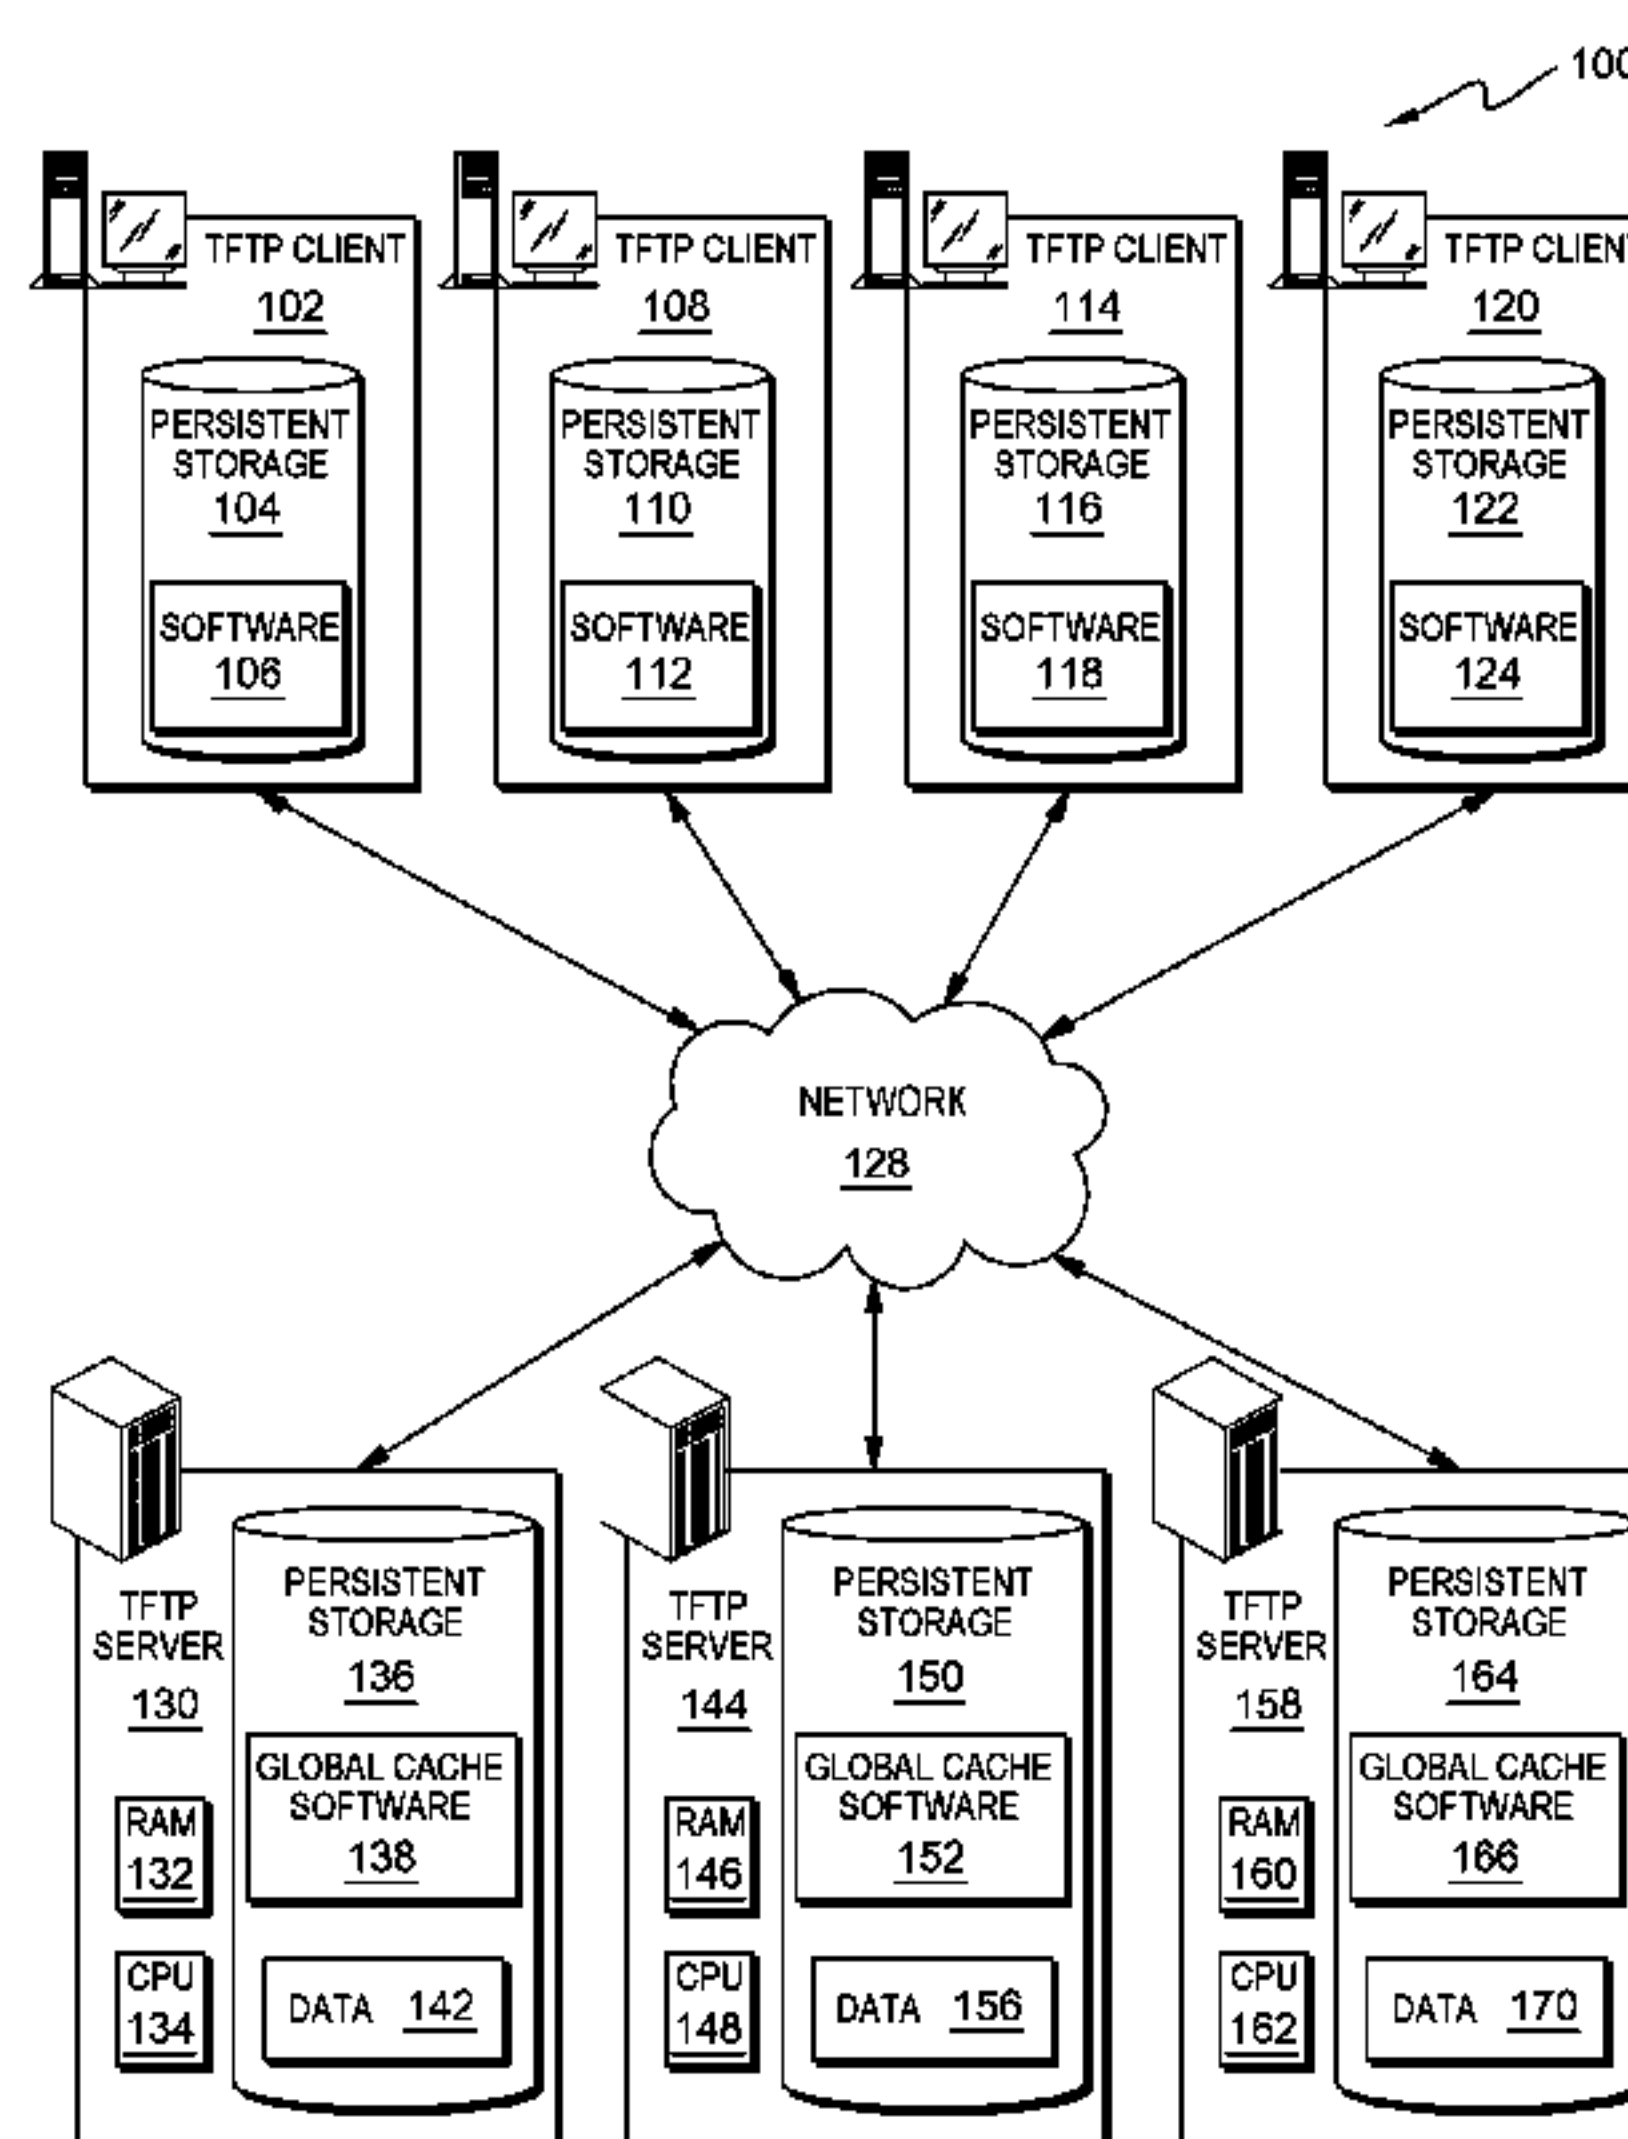 100
TFTP CLIENT
102
PERSISTENT
STORAGE
104
SOFTWARE
106
TFTP CLIENT
108
PERSISTENT
STORAGE
110
SOFTWARE
112
TFTP CLIENT
114
PERSISTENT
STORAGE
116
SOFTWARE
118
TFTP CLIENT
120
PERSISTENT
STORAGE
122
SOFTWARE
124
NETWORK
128
TFTP
SERVER
130
RAM
132
CPU
134
PERSISTENT
STORAGE
136
GLOBAL CACHE
SOFTWARE
138
DATA 142
TFTP
SERVER
144
RAM
146
CPU
148
PERSISTENT
STORAGE
150
GLOBAL CACHE
SOFTWARE
152
DATA 156
TFTP
SERVER
158
RAM
160
CPU
162
PERSISTENT
STORAGE
164
GLOBAL CACHE
SOFTWARE
166
DATA 170